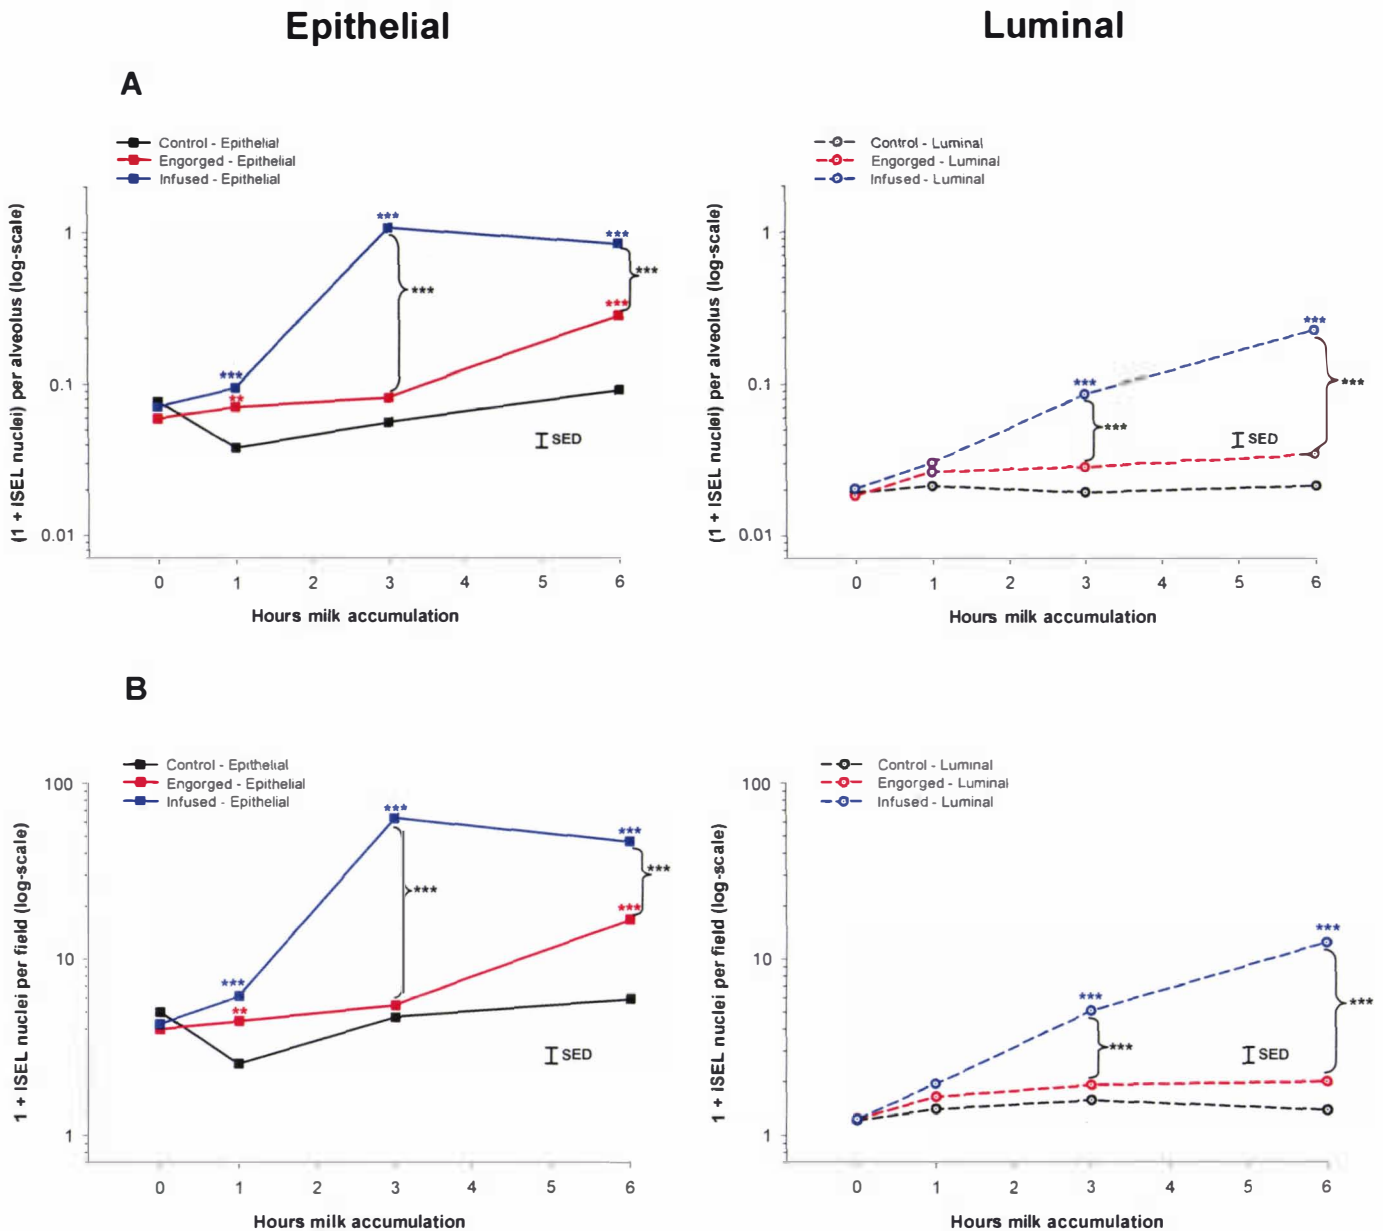 Epithelial
Luminal
A
Control - Epithelial
Engorged - Epithelial
Infused - Epithelial
(1 + ISEL nuclei) per alveolus (log-scale)
1
0.1
0.01
***
***
**
***
***
***
***
SED
0 1 2 3 4 5 6
Hours milk accumulation
Control - Luminal
Engorged - Luminal
Infused - Luminal
(1 + ISEL nuclei) per alveolus (log-scale)
1
0.1
0.01
***
***
***
***
SED
0 1 2 3 4 5 6
Hours milk accumulation
B
Control - Epithelial
Engorged - Epithelial
Infused - Epithelial
1 + ISEL nuclei per field (log-scale)
100
10
1
***
***
**
***
***
***
***
SED
0 1 2 3 4 5 6
Hours milk accumulation
Control - Luminal
Engorged - Luminal
Infused - Luminal
1 + ISEL nuclei per field (log-scale)
100
10
1
***
***
***
***
SED
0 1 2 3 4 5 6
Hours milk accumulation